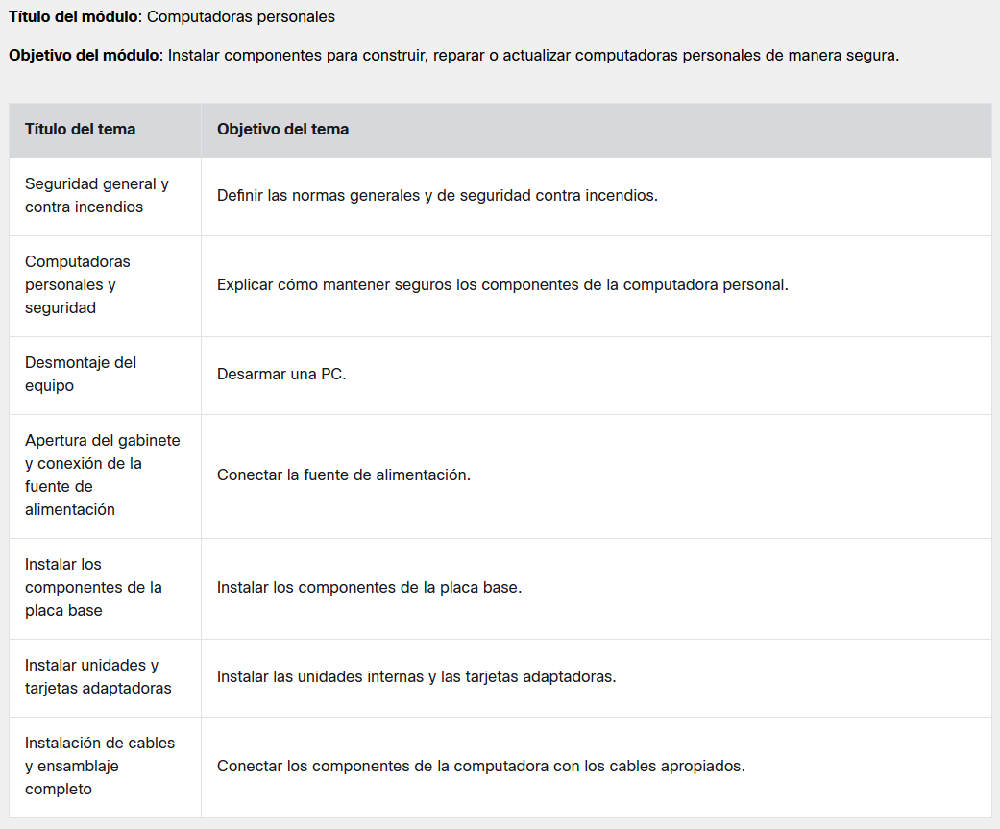 Título del módulo: Computadoras personales
Objetivo del módulo: Instalar componentes para construir, reparar o actualizar computadoras personales de manera segura.
Título del tema
Objetivo del tema
Seguridad general y
contra incendios
Definir las normas generales y de seguridad contra incendios.
Computadoras
personales y
seguridad
Explicar cómo mantener seguros los componentes de la computadora personal.
Desmontaje del
equipo
Desarmar una PC.
Apertura del gabinete
y conexión de la
fuente de
alimentación
Conectar la fuente de alimentación.
Instalar los
componentes de la
placa base
Instalar los componentes de la placa base.
Instalar unidades y
tarjetas adaptadoras
Instalar las unidades internas y las tarjetas adaptadoras.
Instalación de cables
y ensamblaje
completo
Conectar los componentes de la computadora con los cables apropiados.